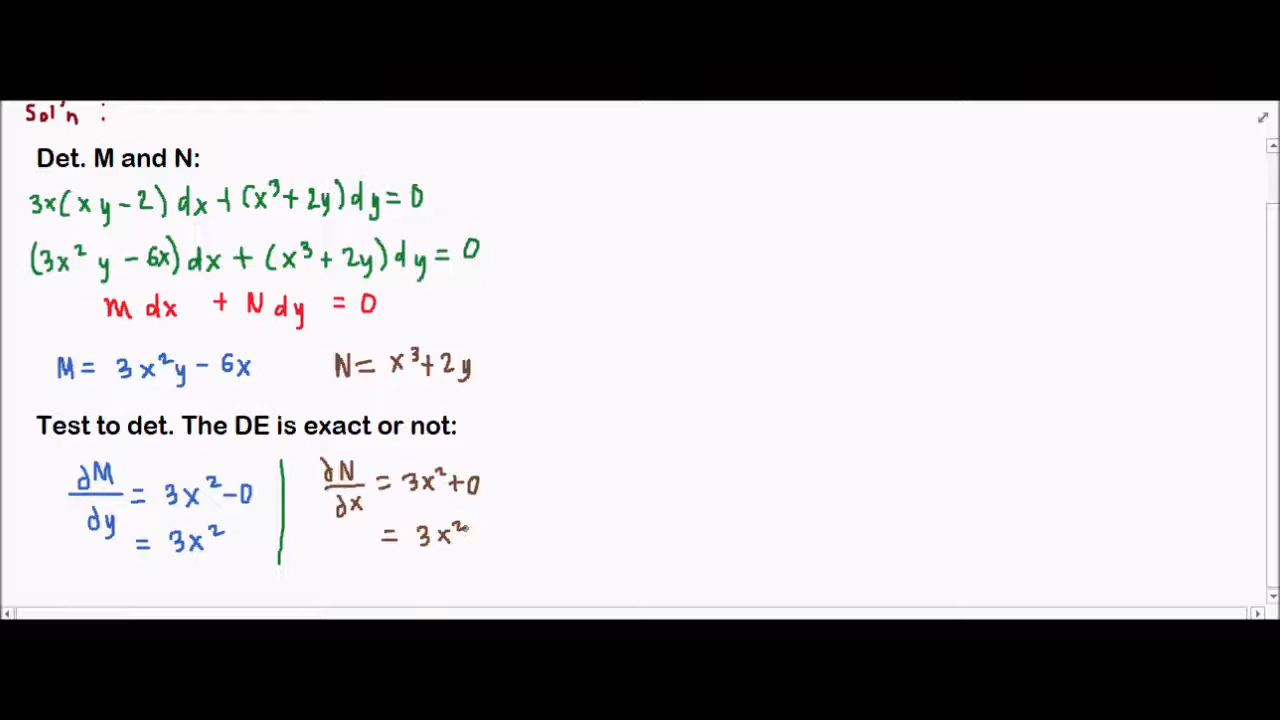 Sol'n :
Det. M and N:
3x(xy-2)dx+(x³+2y)dy=0
(3x²y-6x)dx+(x³+2y)dy=0
M dx + N dy = 0
M= 3x²y-6x N= x³+2y
Test to det. The DE is exact or not:
∂M/∂y = 3x²-0 ∂N/∂x = 3x²+0
= 3x² = 3x²